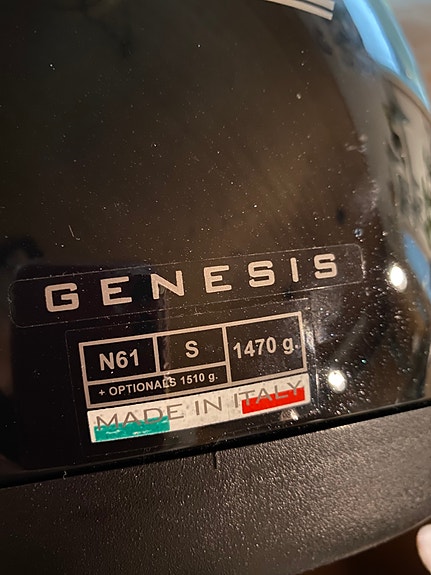 GENESIS
N61 S 1470 g.
+ OPTIONALS 1510 g.
MADE IN ITALY